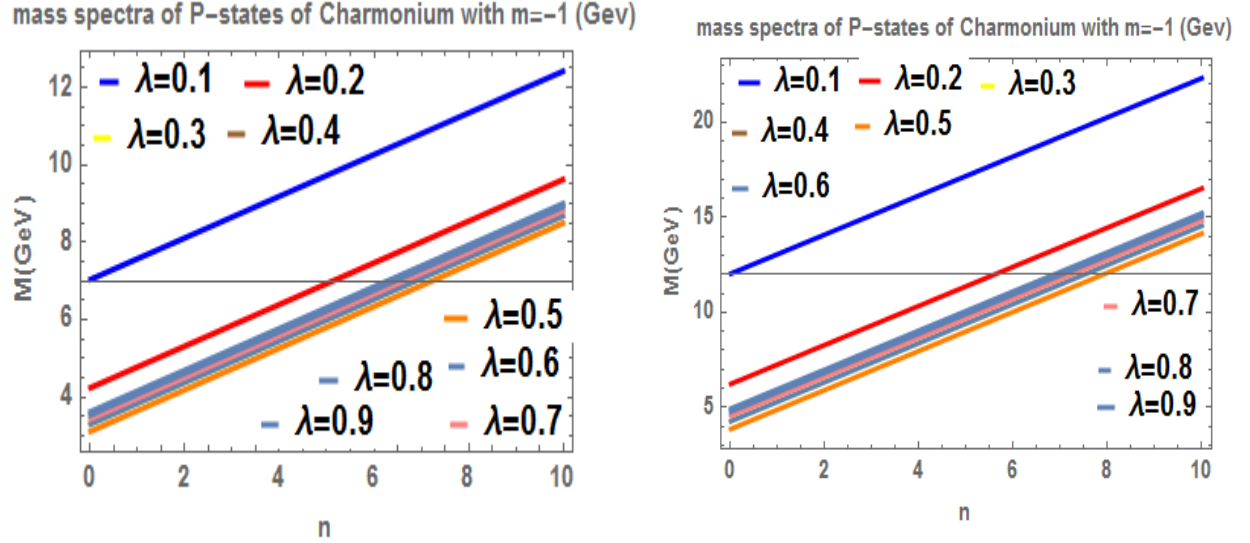 mass spectra of P-states of Charmonium with m=-1 (Gev)
λ=0.1 λ=0.2
λ=0.3 λ=0.4
λ=0.5
λ=0.8 λ=0.6
λ=0.9 λ=0.7
12
10
8
6
4
M(GeV)
0 2 4 6 8 10
n
mass spectra of P-states of Charmonium with m=-1 (Gev)
λ=0.1 λ=0.2 λ=0.3
λ=0.4 λ=0.5
λ=0.6
λ=0.7
λ=0.8
λ=0.9
20
15
10
5
M(GeV)
0 2 4 6 8 10
n